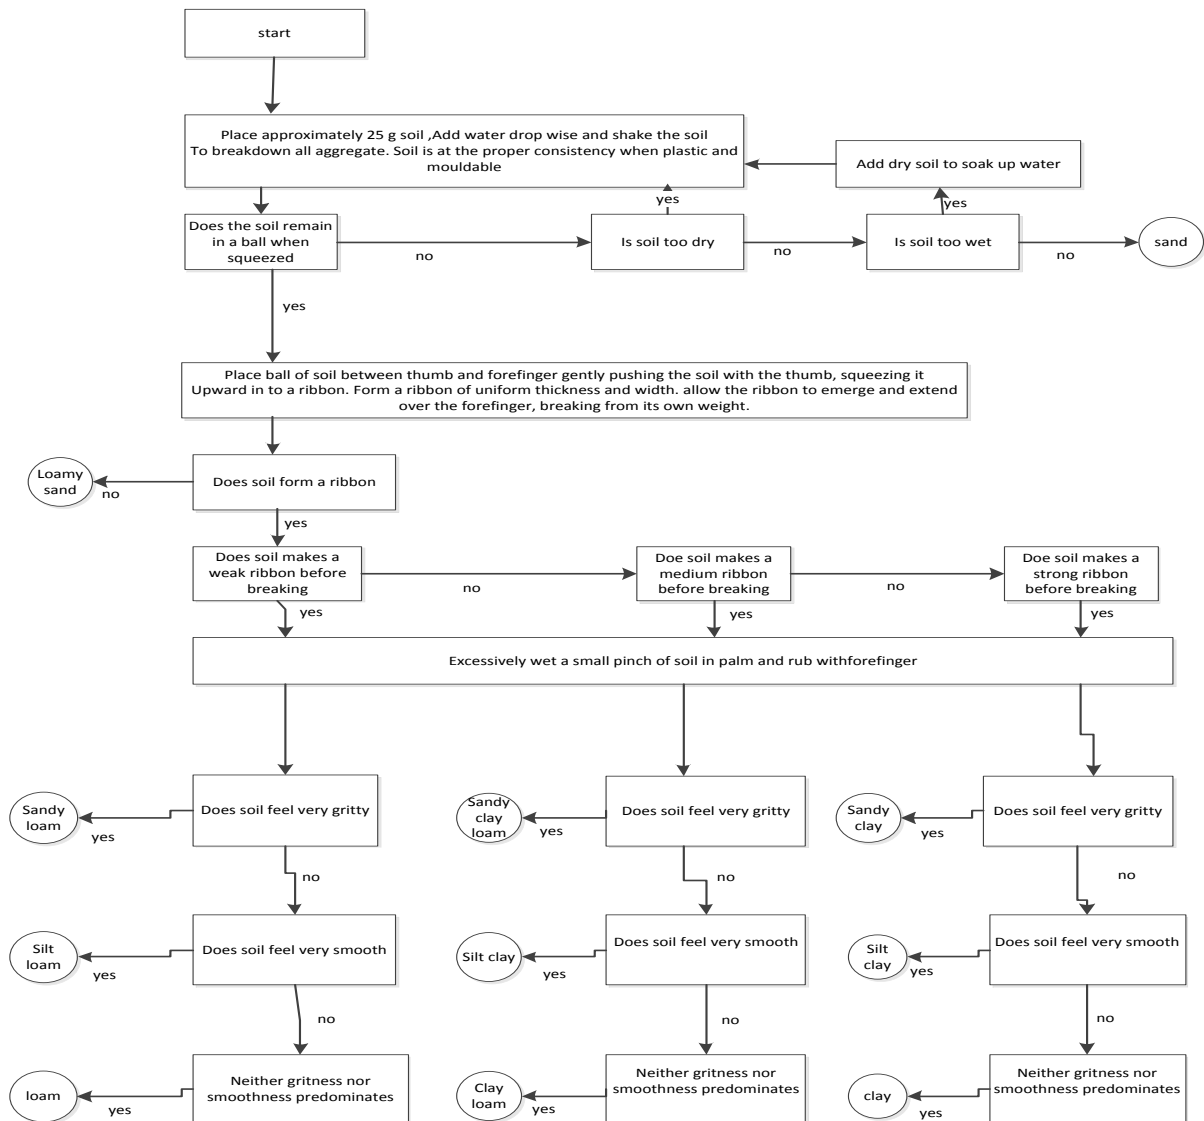 start
Place approximately 25 g soil ,Add water drop wise and shake the soil
To breakdown all aggregate. Soil is at the proper consistency when plastic and
mouldable
Add dry soil to soak up water
yes
yes
Does the soil remain
in a ball when
squeezed
no
Is soil too dry
no
Is soil too wet
no
sand
yes
Place ball of soil between thumb and forefinger gently pushing the soil with the thumb, squeezing it
Upward in to a ribbon. Form a ribbon of uniform thickness and width. allow the ribbon to emerge and extend
over the forefinger, breaking from its own weight.
Loamy
sand
no
Does soil form a ribbon
yes
Does soil makes a
weak ribbon before
breaking
no
Doe soil makes a
medium ribbon
before breaking
no
Doe soil makes a
strong ribbon
before breaking
yes
yes
yes
Excessively wet a small pinch of soil in palm and rub withforefinger
Sandy
loam
yes
Does soil feel very gritty
Sandy
clay
loam
yes
Does soil feel very gritty
Sandy
clay
yes
Does soil feel very gritty
no
no
no
Silt
loam
yes
Does soil feel very smooth
Silt clay
yes
Does soil feel very smooth
Silt
clay
yes
Does soil feel very smooth
no
no
no
loam
yes
Neither gritness nor
smoothness predominates
Clay
loam
yes
Neither gritness nor
smoothness predominates
clay
yes
Neither gritness nor
smoothness predominates